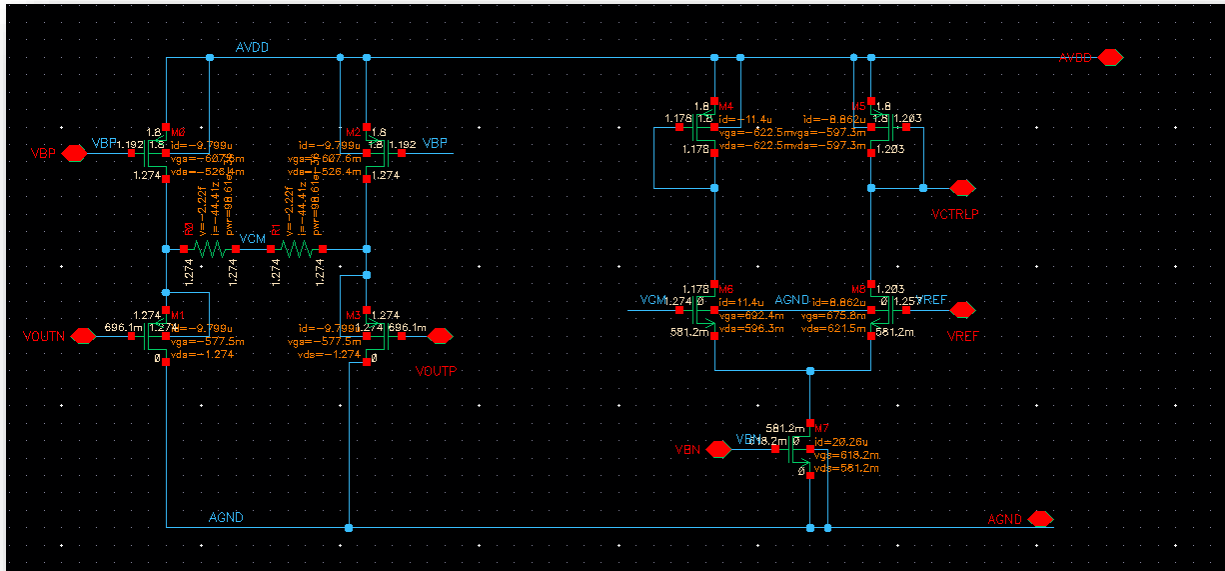 AVDD
AVDD
1.8
M0
id=-9.799u
vgs=-607.6m
vds=-526.4m
VBP
VBP
1.192
1.8
1.274
1.8
M2
id=-9.799u
vgs=-607.6m
vds=-526.4m
1.8
1.192
VBP
1.274
1.8
M4
id=-11.4u
vgs=-622.5m
vds=-622.5m
1.178
1.8
1.178
M5
1.8
id=-8.862u
vgs=-597.3m
vds=-597.3m
1.8
1.203
1.203
VCTRLP
R0
v=-2.22f
i=-44.41z
1.274
1.274
VCM
R1
v=-2.22f
i=-44.41z
1.274
1.274
1.274
M1
id=-9.799u
vgs=-577.5m
vds=-1.274
VOUTN
696.1m
1.274
0
1.274
M3
id=-9.799u
vgs=-577.5m
vds=-1.274
1.274
696.1m
0
VOUTP
1.178
M6
id=11.4u
vgs=692.4m
vds=596.3m
VCM
1.274
0
581.2m
AGND
1.203
M8
id=8.862u
vgs=675.8m
vds=621.5m
0
1.257
VREF
581.2m
VREF
581.2m
M7
id=20.26u
vgs=618.2m
vds=581.2m
VBN
VBN
618.2m
0
0
AGND
AGND